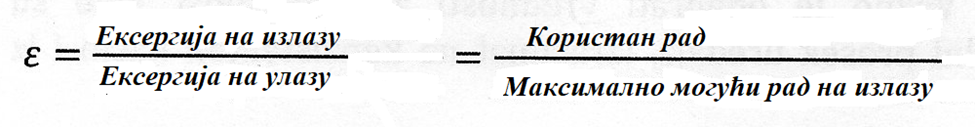 ε = Ексергија на излазу = Користан рад
Ексергија на улазу Максимално могући рад на излазу